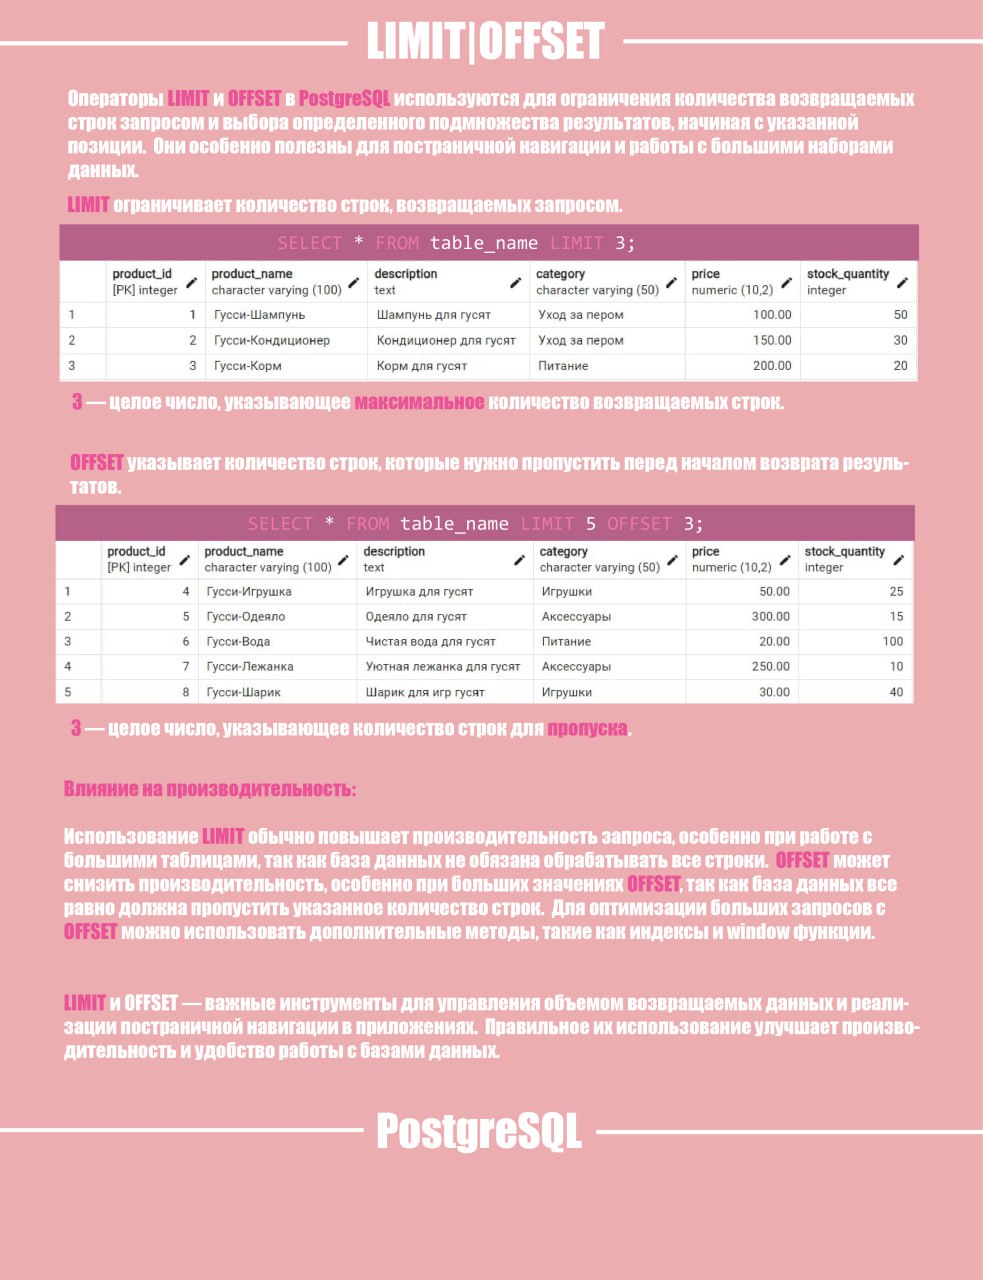 LIMIT|OFFSET
Операторы LIMIT и OFFSET в PostgreSQL используются для ограничения количества возвращаемых
строк запросом и выбора определенного подмножества результатов, начиная с указанной
позиции. Они особенно полезны для постраничной навигации и работы с большими наборами
данных.
LIMIT ограничивает количество строк, возвращаемых запросом.
SELECT * FROM table_name LIMIT 3;
product_id product_name description category price stock_quantity
[PK] integer character varying (100) text character varying (50) numeric (10,2) integer
1 1 Гусси-Шампунь Шампунь для гусят Уход за пером 100.00 50
2 2 Гусси-Кондиционер Кондиционер для гусят Уход за пером 150.00 30
3 3 Гусси-Корм Корм для гусят Питание 200.00 20
3 — целое число, указывающее максимальное количество возвращаемых строк.
OFFSET указывает количество строк, которые нужно пропустить перед началом возврата резуль-
татов.
SELECT * FROM table_name LIMIT 5 OFFSET 3;
product_id product_name description category price stock_quantity
[PK] integer character varying (100) text character varying (50) numeric (10,2) integer
1 4 Гусси-Игрушка Игрушка для гусят Игрушки 50.00 25
2 5 Гусси-Одеяло Одеяло для гусят Аксессуары 300.00 15
3 6 Гусси-Вода Чистая вода для гусят Питание 20.00 100
4 7 Гусси-Лежанка Уютная лежанка для гусят Аксессуары 250.00 10
5 8 Гусси-Шарик Шарик для игр гусят Игрушки 30.00 40
3 — целое число, указывающее количество строк для пропуска.
Влияние на производительность:
Использование LIMIT обычно повышает производительность запроса, особенно при работе с
большими таблицами, так как база данных не обязана обрабатывать все строки. OFFSET может
снизить производительность, особенно при больших значениях OFFSET, так как база данных все
равно должна пропустить указанное количество строк. Для оптимизации больших запросов с
OFFSET можно использовать дополнительные методы, такие как индексы и window функции.
LIMIT и OFFSET — важные инструменты для управления объемом возвращаемых данных и реали-
зации постраничной навигации в приложениях. Правильное их использование улучшает произво-
дительность и удобство работы с базами данных.
PostgreSQL